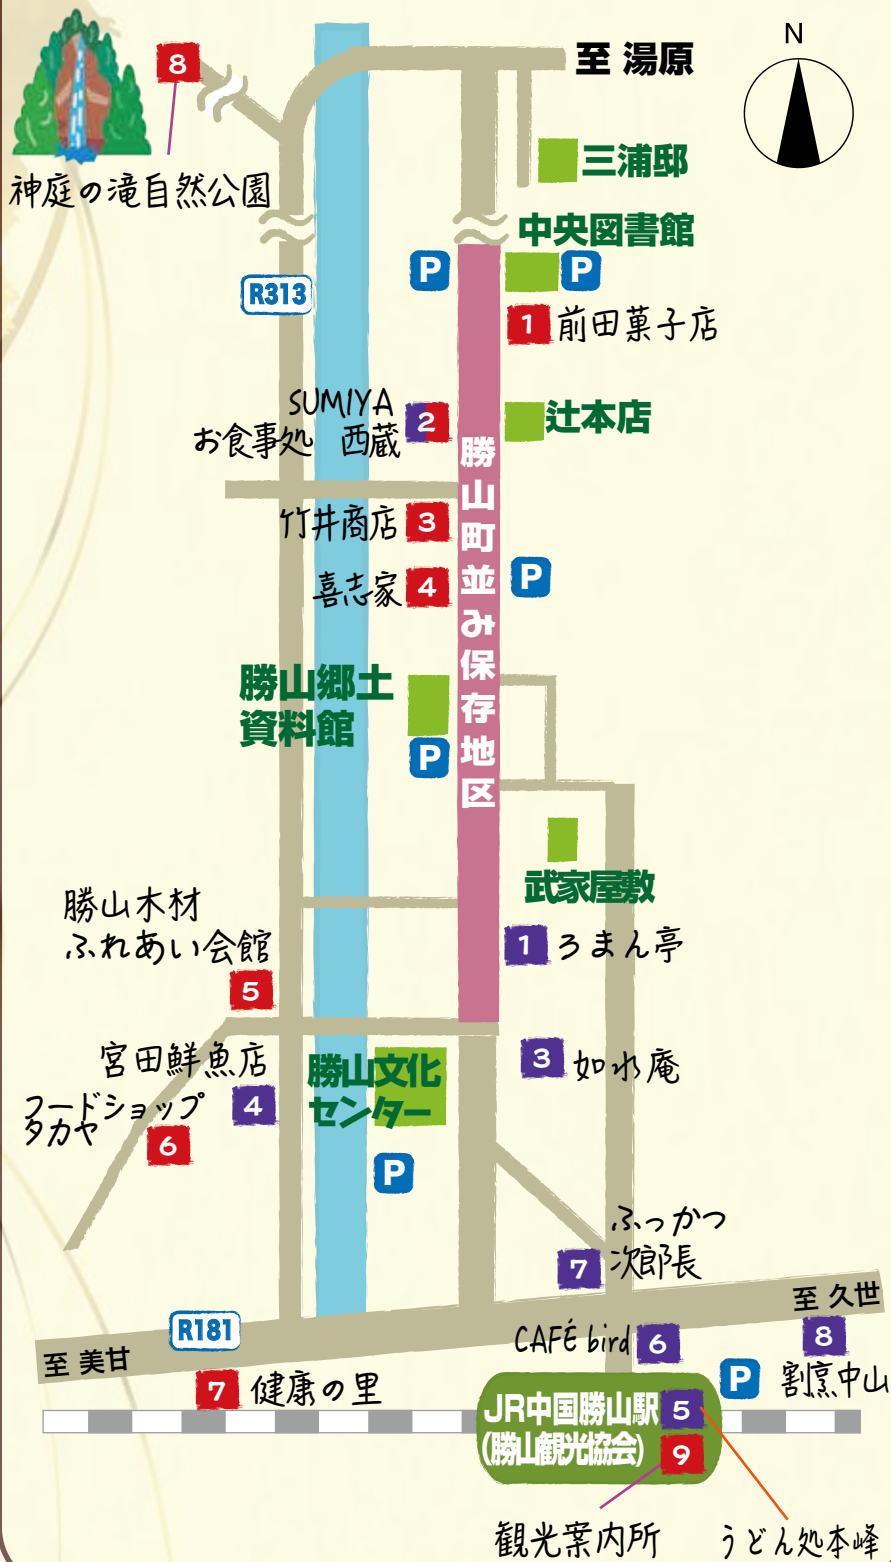 N
至 湯原
8
神庭の滝自然公園
三浦邸
中央図書館
P
P
R313
1 前田菓子店
SUMIYA
お食事処 西蔵
2
辻本店
勝山町並み保存地区
竹井商店 3
喜志家 4
P
勝山郷土
資料館
P
武家屋敷
勝山木材
ふれあい会館
5
1 ろまん亭
宮田鮮魚店
4
フードショップ
タカヤ
6
勝山文化
センター
P
3 如水庵
ふっかつ
次郎長
7
至 久世
R181
至 美甘
CAFÉ bird 6
8
割烹中山
7 健康の里
P
JR中国勝山駅 5
(勝山観光協会) 9
観光案内所
うどん処本峰